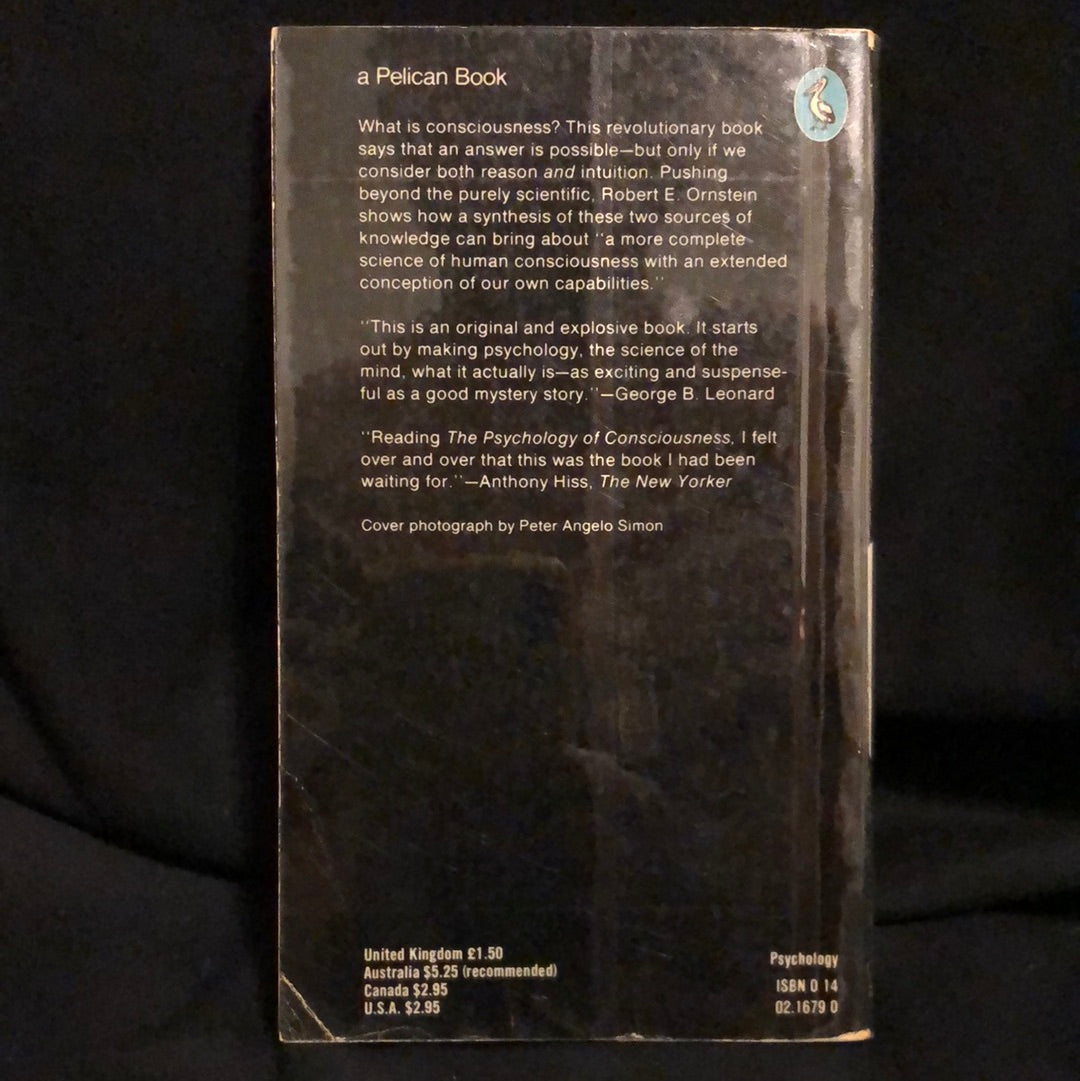 a Pelican Book
What is consciousness? This revolutionary book
says that an answer is possible—but only if we
consider both reason and intuition. Pushing
beyond the purely scientific, Robert E. Ornstein
shows how a synthesis of these two sources of
knowledge can bring about "a more complete
science of human consciousness with an extended
conception of our own capabilities."
"This is an original and explosive book. It starts
out by making psychology, the science of the
mind, what it actually is—as exciting and suspense-
ful as a good mystery story."—George B. Leonard
"Reading The Psychology of Consciousness, I felt
over and over that this was the book I had been
waiting for."—Anthony Hiss, The New Yorker
Cover photograph by Peter Angelo Simon
United Kingdom £1.50
Australia $5.25 (recommended)
Canada $2.95
U.S.A. $2.95
Psychology
ISBN 0 14
02.1679 0